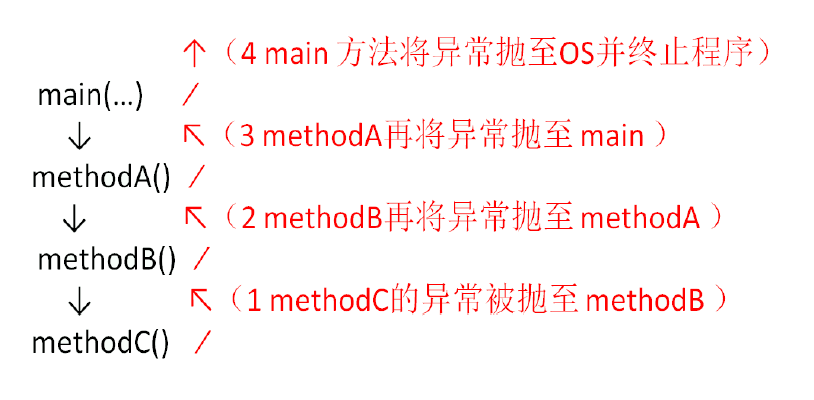 ↑（4 main 方法将异常抛至OS并终止程序）
main(...) /
↓ ↖（3 methodA再将异常抛至 main ）
methodA() /
↓ ↖（2 methodB再将异常抛至 methodA ）
methodB() /
↓ ↖（1 methodC的异常被抛至 methodB ）
methodC() /